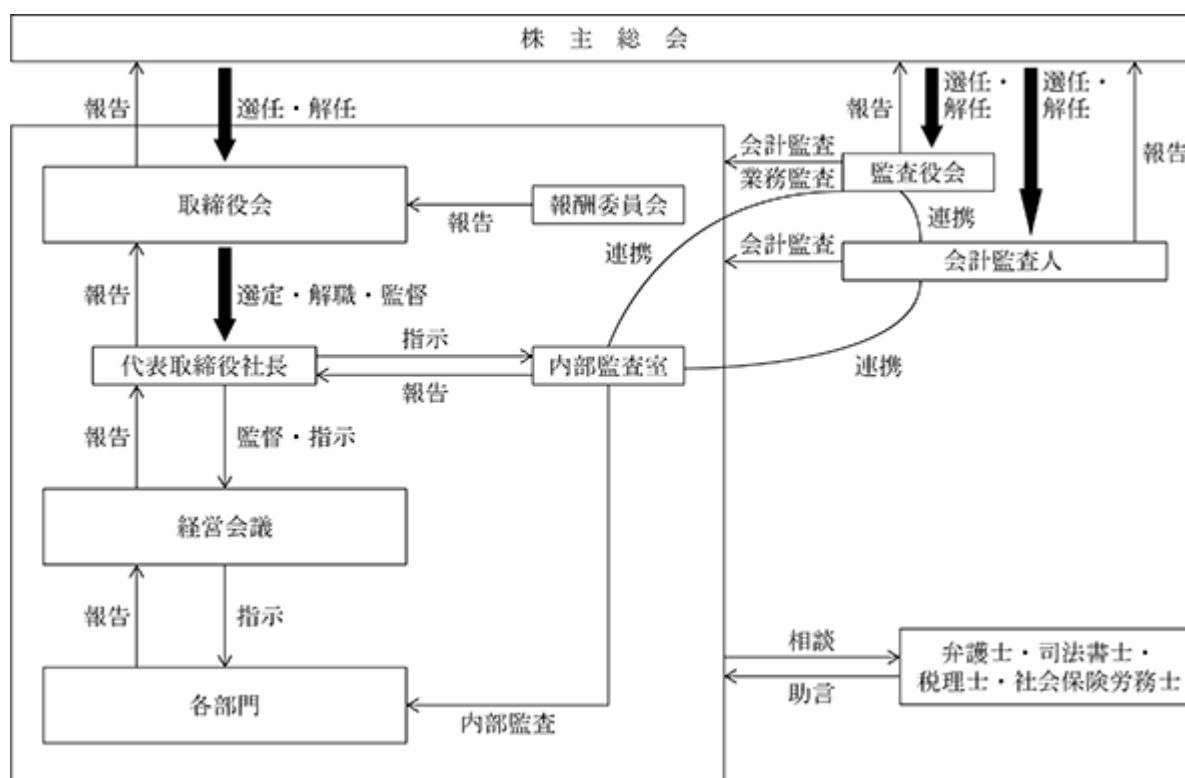 株主総会
報告
選任・解任
報告
選任・
解任
選任・
解任
報告
会計監査
業務監査
監査役会
取締役会
報告
報酬委員会
連携
連携
会計監査
会計監査人
報告
選定・解職・監督
代表取締役社長
指示
報告
内部監査室
連携
報告
監督・指示
経営会議
報告
指示
相談
助言
弁護士・司法書士・
税理士・社会保険労務士
各部門
内部監査